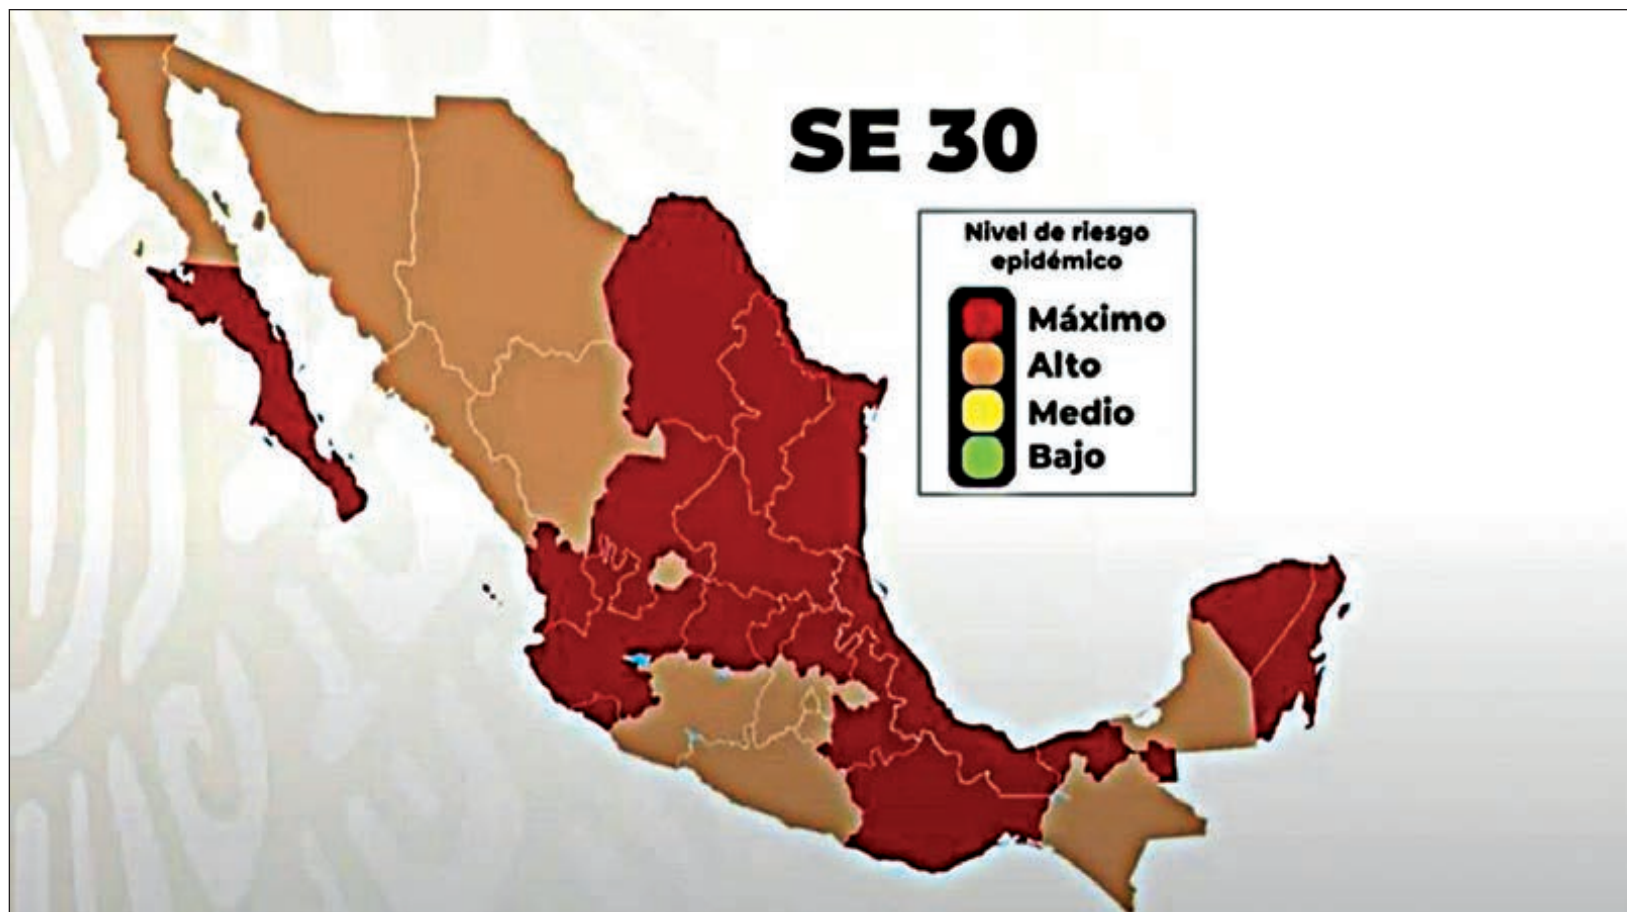 SE 30
Nivel de riesgo
epidémico
Máximo
Alto
Medio
Bajo